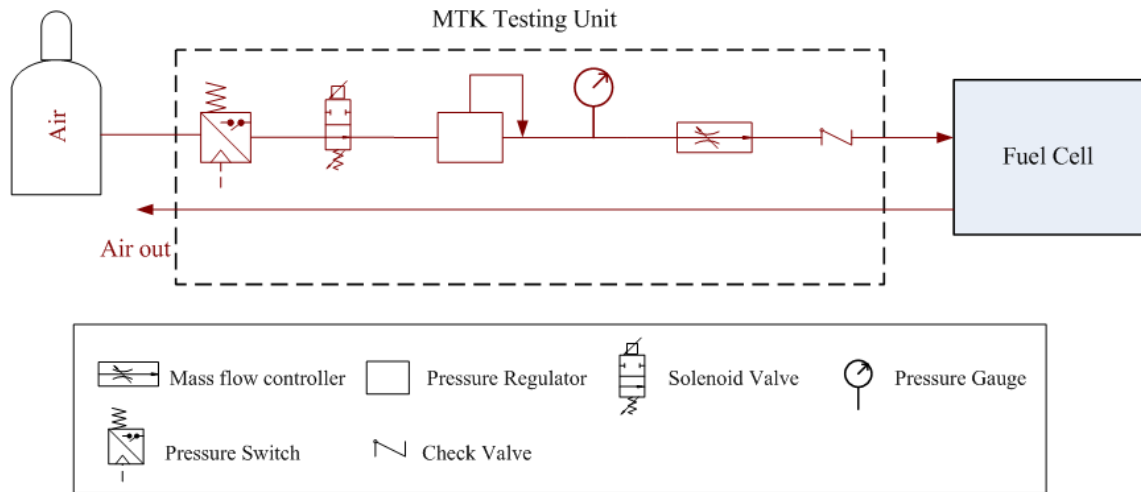 MTK Testing Unit
Air
Fuel Cell
Air out
Mass flow controller
Pressure Regulator
Solenoid Valve
Pressure Gauge
Pressure Switch
Check Valve